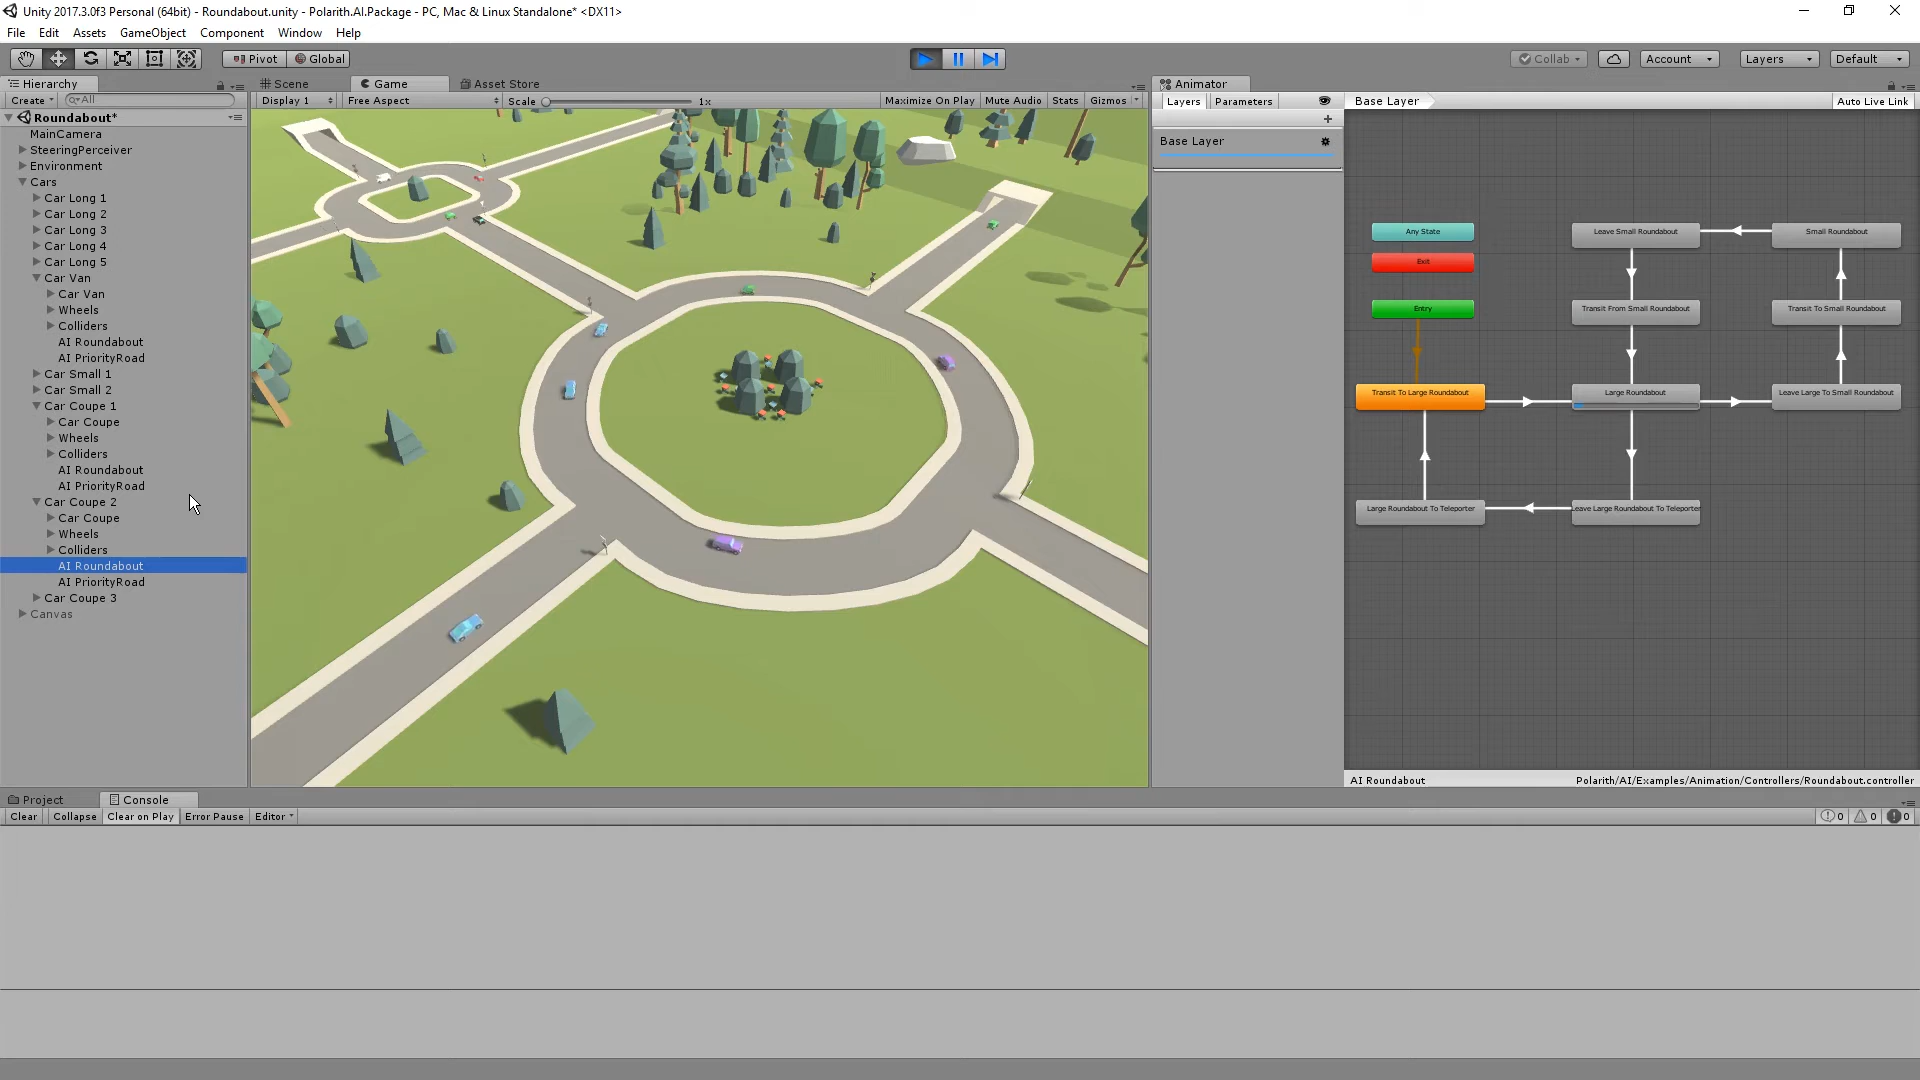 Unity 2017.3.0f3 Personal (64bit) - Roundabout.unity - Polarith.AI.Package - PC, Mac & Linux Standalone* <DX11>
File Edit Assets GameObject Component Window Help
Pivot Global Collab Account Layers Default
Hierarchy
Create All
Roundabout*
MainCamera
SteeringPerceiver
Environment
Cars
Car Long 1
Car Long 2
Car Long 3
Car Long 4
Car Long 5
Car Van
Car Van
Wheels
Colliders
AI Roundabout
AI PriorityRoad
Car Small 1
Car Small 2
Car Coupe 1
Car Coupe
Wheels
Colliders
AI Roundabout
AI PriorityRoad
Car Coupe 2
Car Coupe
Wheels
Colliders
AI Roundabout
AI PriorityRoad
Car Coupe 3
Canvas
Scene Game Asset Store
Display 1 Free Aspect Scale 1x Maximize On Play Mute Audio Stats Gizmos
Animator
Layers Parameters Base Layer Auto Live Link
+
Base Layer
Any State Leave Small Roundabout Small Roundabout
Exit
Entry Transit From Small Roundabout Transit To Small Roundabout
Transit To Large Roundabout Large Roundabout Leave Large To Small Roundabout
Large Roundabout To Teleporter Leave Large Roundabout To Teleporter
AI Roundabout Polarith/AI/Examples/Animation/Controllers/Roundabout.controller
Project Console
Clear Collapse Clear on Play Error Pause Editor 0 0 0